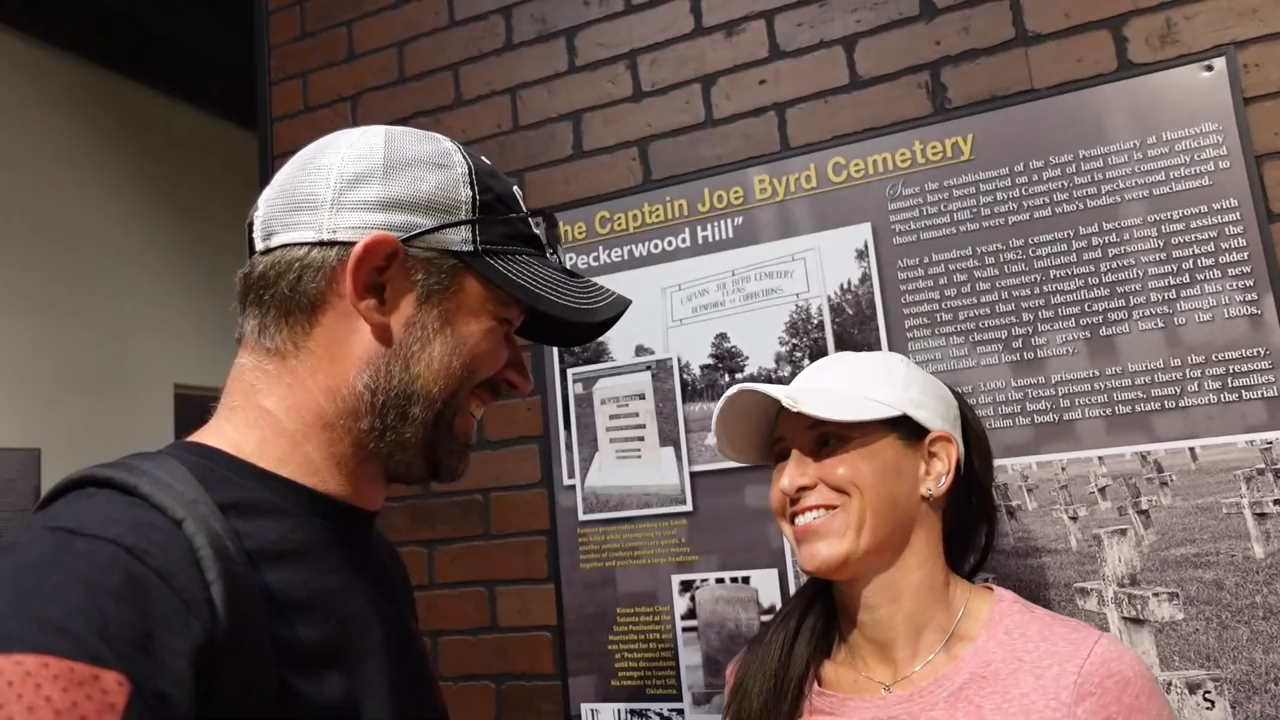 he Captain Joe Byrd Cemetery
Peckerwood Hill”
Since the establishment of the State Penitentiary at Huntsville,
inmates have been buried on a plot of land that is now officially
named The Captain Joe Byrd Cemetery, but is more commonly called
"Peckerwood Hill." In early years the term peckerwood referred to
those inmates who were poor and who's bodies were unclaimed.
After a hundred years, the cemetery had become overgrown with
brush and weeds. In 1962, Captain Joe Byrd, a long time assistant
warden at the Walls Unit, initiated and personally oversaw the
cleaning up of the cemetery. Previous graves were marked with
wooden crosses and it was a struggle to identify many of the older
plots. The graves that were identifiable were marked with new
white concrete crosses. By the time Captain Joe Byrd and his crew
finished the cleanup they located over 900 graves, though it was
known that many of the graves dated back to the 1800s,
identifiable and lost to history.
ver 3,000 known prisoners are buried in the cemetery.
o die in the Texas prison system are there for one reason:
ned their body. In recent times, many of the families
claim the body and force the state to absorb the burial
CAPTAIN JOE BYRD CEMETERY
TEXAS
DEPARTMENT OF CORRECTIONS
LEE SMITH
Famous prison rodeo cowboy Lee Smith
was killed while attempting to steal
another inmate's commissary goods. A
number of cowboys pooled their money
together and purchased a large headstone.
Kiowa Indian Chief
Satanta died at the
State Penitentiary at
Huntsville in 1878 and
was buried for 85 years
at "Peckerwood Hill"
until his descendants
arranged to transfer
his remains to Fort Sill,
Oklahoma.
S